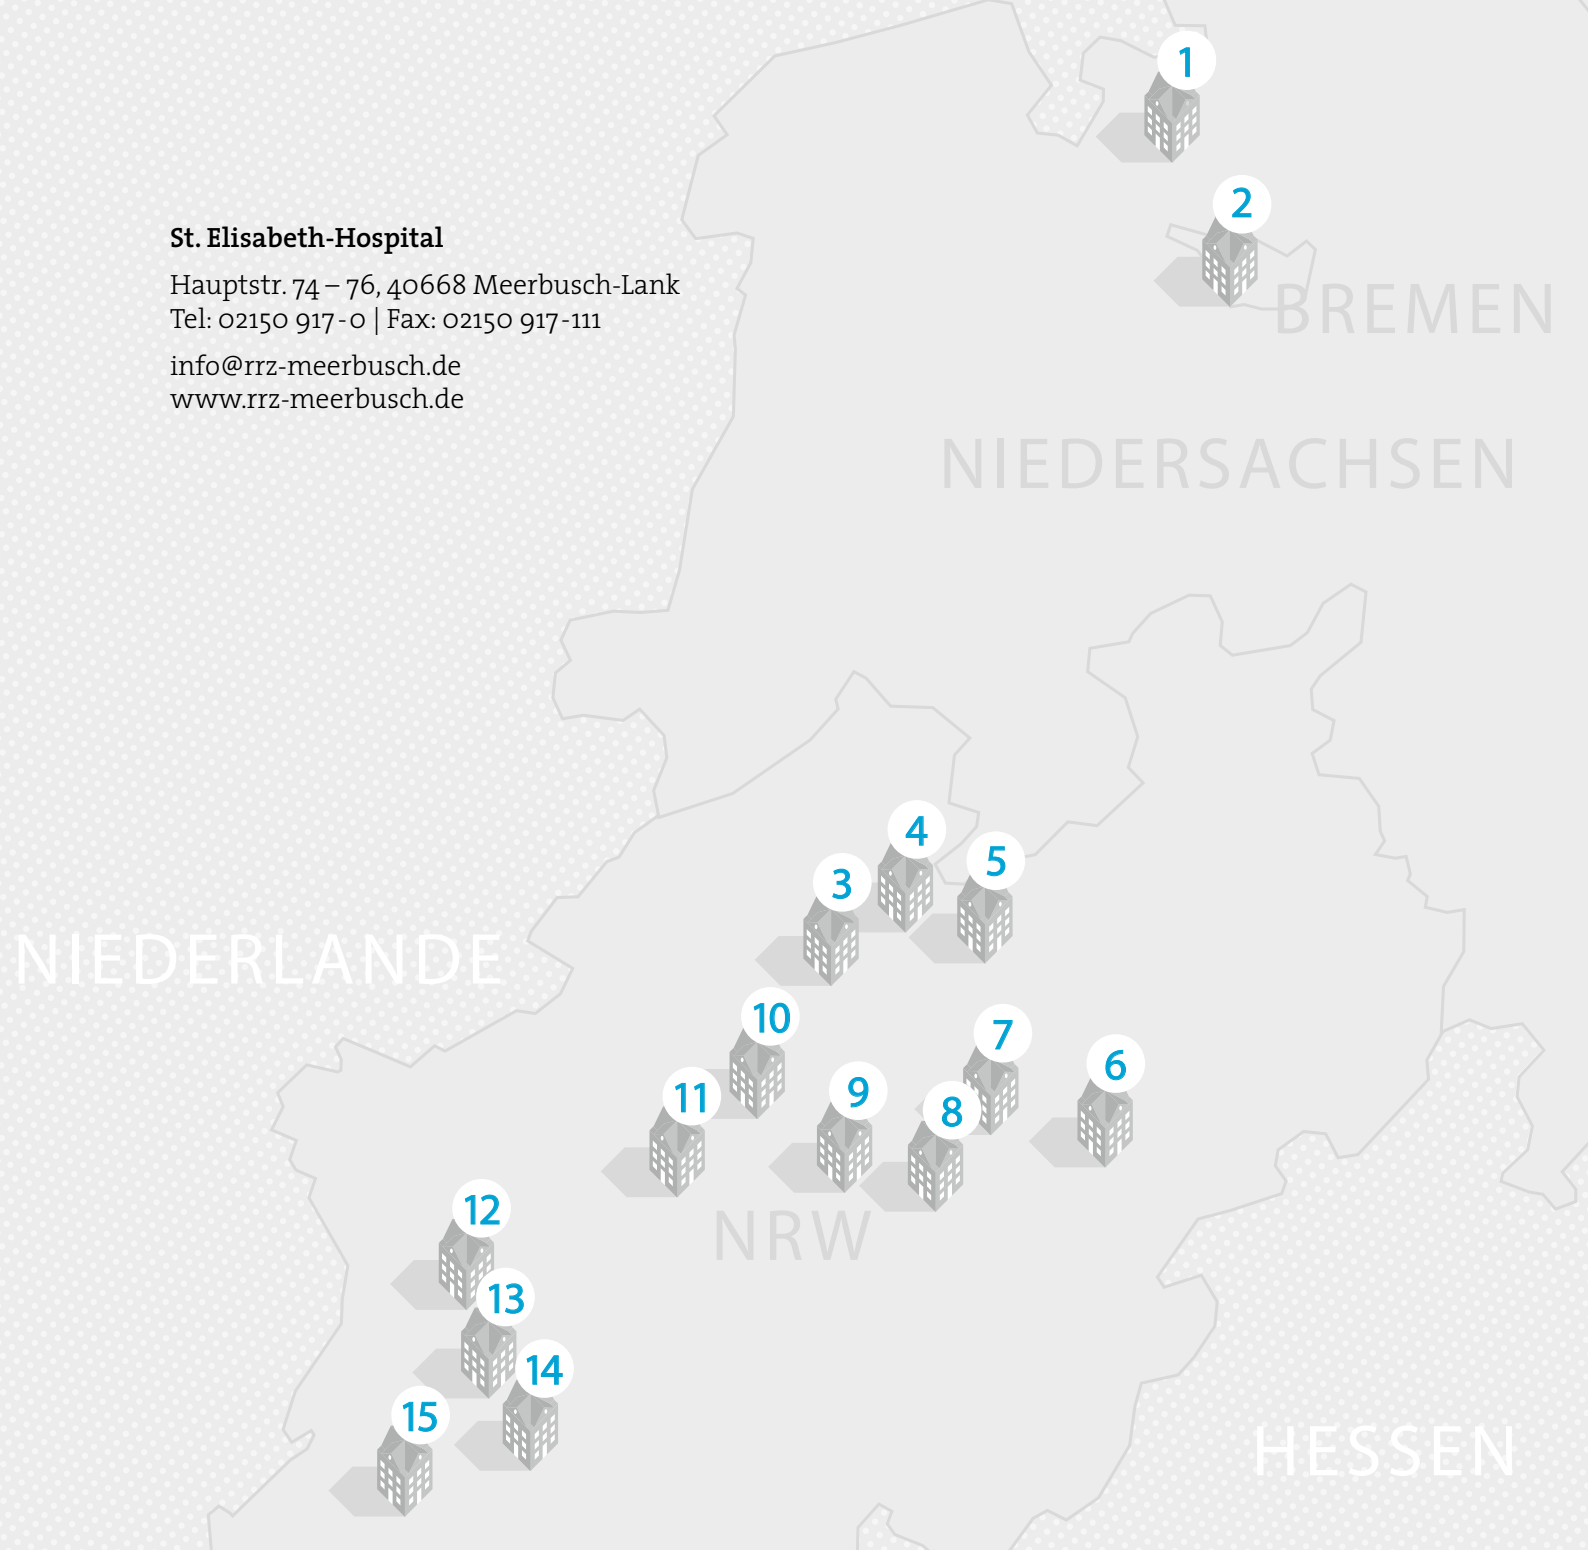 1
2
St. Elisabeth-Hospital
Hauptstr. 74 – 76, 40668 Meerbusch-Lank
Tel: 02150 917-0 | Fax: 02150 917-111
info@rrz-meerbusch.de
www.rrz-meerbusch.de
BREMEN
NIEDERSACHSEN
4
5
3
NIEDERLANDE
10
7
6
11
9
8
12
NRW
13
14
15
HESSEN